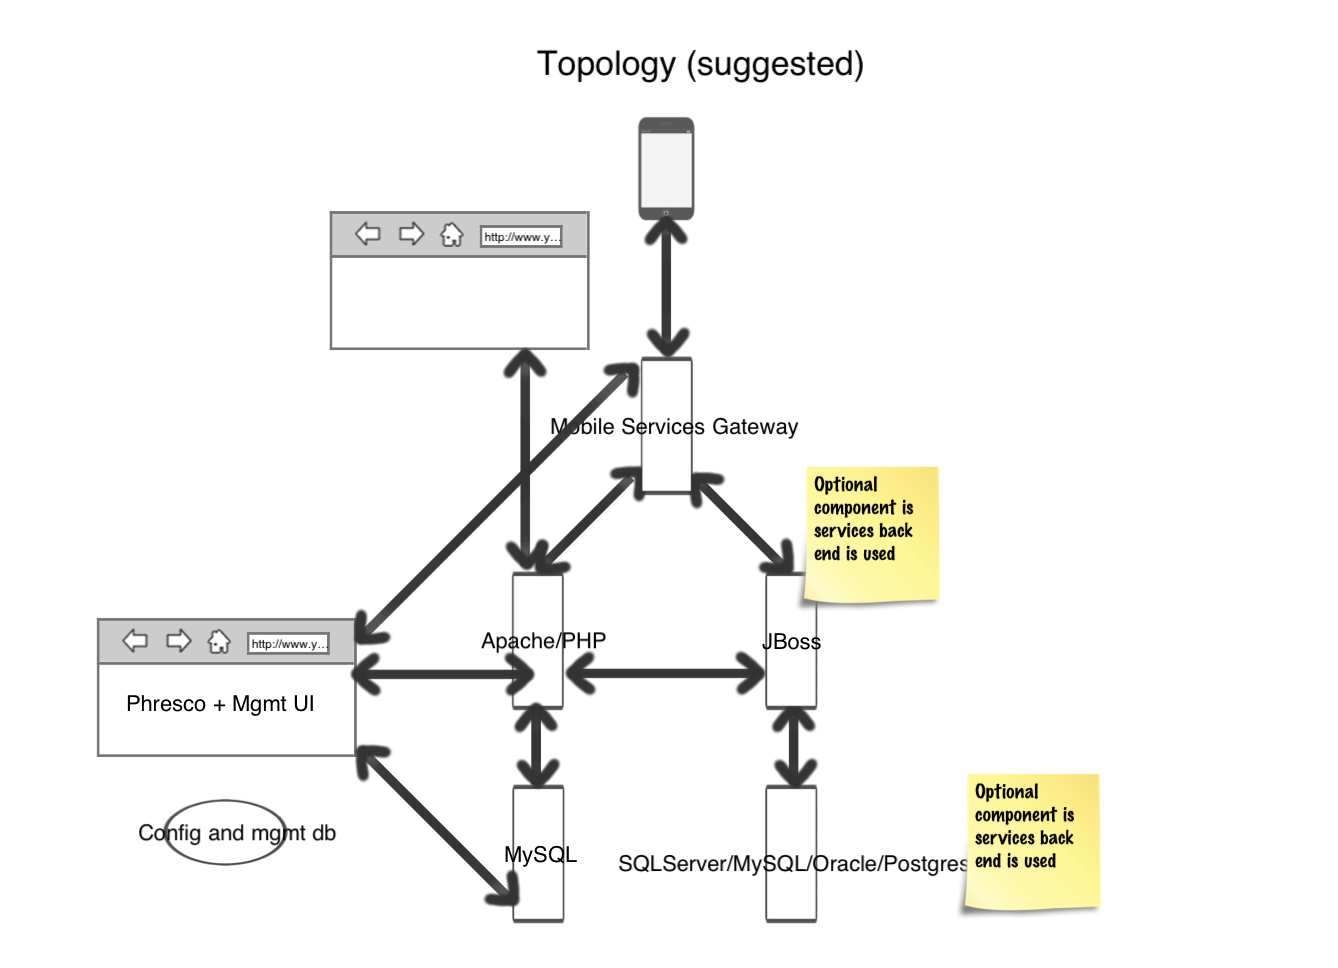 Topology (suggested)
http://www.y...
Mobile Services Gateway
Optional
component is
services back
end is used
Apache/PHP
JBoss
http://www.y...
Phresco + Mgmt UI
Config and mgmt db
MySQL
SQLServer/MySQL/Oracle/Postgres
Optional
component is
services back
end is used